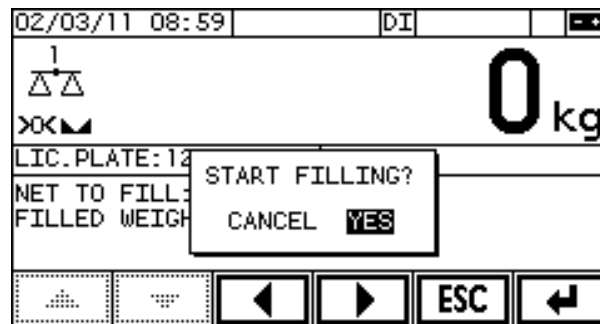 02/03/11 08:59 DI
1
0 kg
LIC.PLATE:12
START FILLING?
NET TO FILL:
CANCEL YES
FILLED WEIGH
ESC